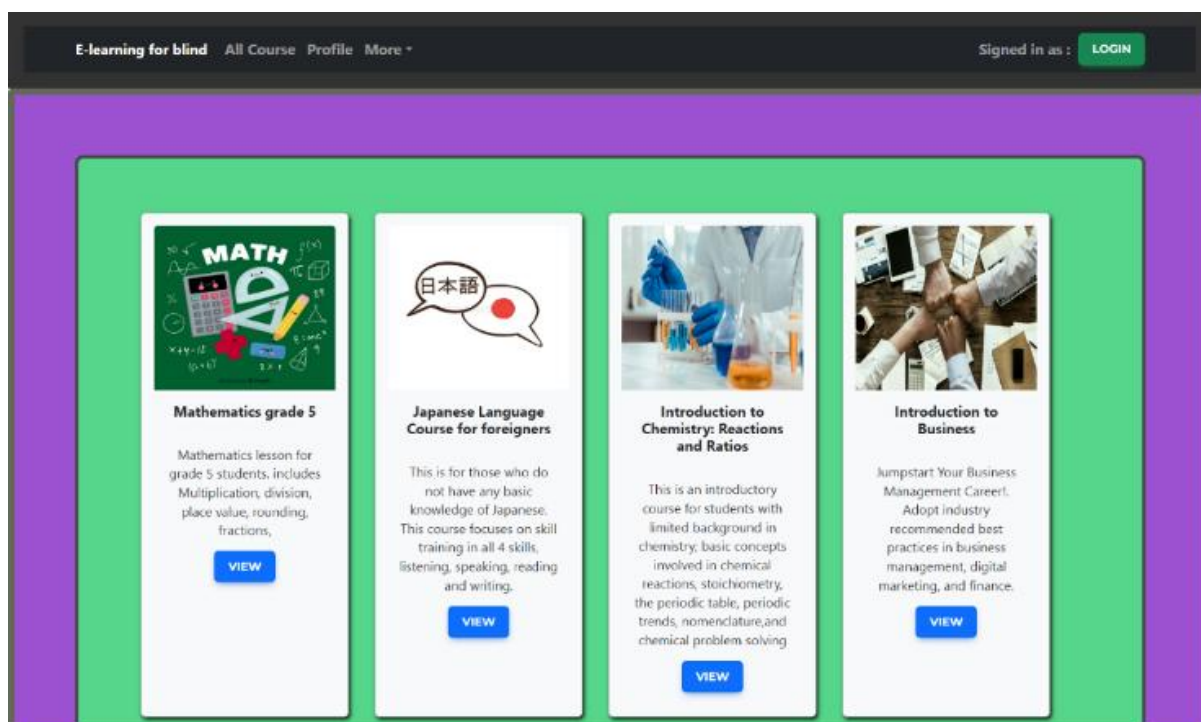 E-learning for blind All Course Profile More
Signed in as : LOGIN
MATH
Mathematics grade 5
Mathematics lesson for
grade 5 students. includes
Multiplication, division,
place value, rounding,
fractions,
VIEW
日本語
Japanese Language
Course for foreigners
This is for those who do
not have any basic
knowledge of Japanese.
This course focuses on skill
training in all 4 skills,
listening, speaking, reading
and writing.
VIEW
Introduction to
Chemistry: Reactions
and Ratios
This is an introductory
course for students with
limited background in
chemistry; basic concepts
involved in chemical
reactions, stoichiometry,
the periodic table, periodic
trends, nomenclature,and
chemical problem solving
VIEW
Introduction to
Business
Jumpstart Your Business
Management Career!.
Adopt industry
recommended best
practices in business
management, digital
marketing, and finance.
VIEW